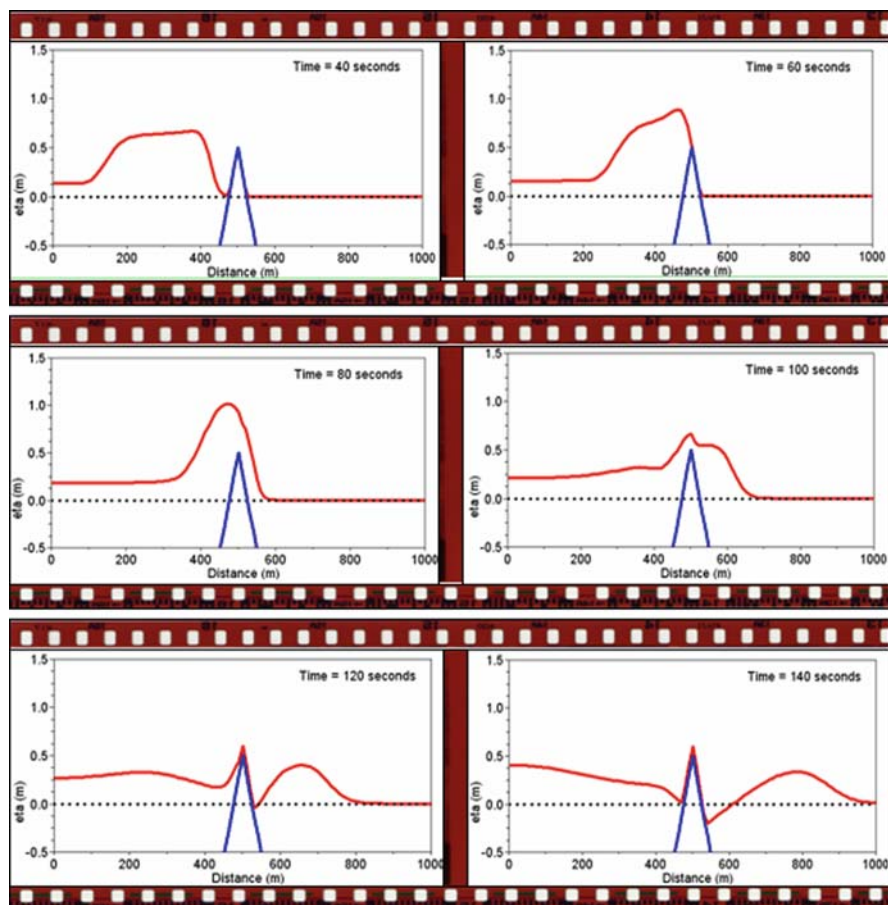 1.5
Time = 40 seconds
1.0
0.5
0.0
-0.5
eta (m)
0 200 400 600 800 1000
Distance (m)
1.5
Time = 60 seconds
1.0
0.5
0.0
-0.5
eta (m)
0 200 400 600 800 1000
Distance (m)
1.5
Time = 80 seconds
1.0
0.5
0.0
-0.5
eta (m)
0 200 400 600 800 1000
Distance (m)
1.5
Time = 100 seconds
1.0
0.5
0.0
-0.5
eta (m)
0 200 400 600 800 1000
Distance (m)
1.5
Time = 120 seconds
1.0
0.5
0.0
-0.5
eta (m)
0 200 400 600 800 1000
Distance (m)
1.5
Time = 140 seconds
1.0
0.5
0.0
-0.5
eta (m)
0 200 400 600 800 1000
Distance (m)